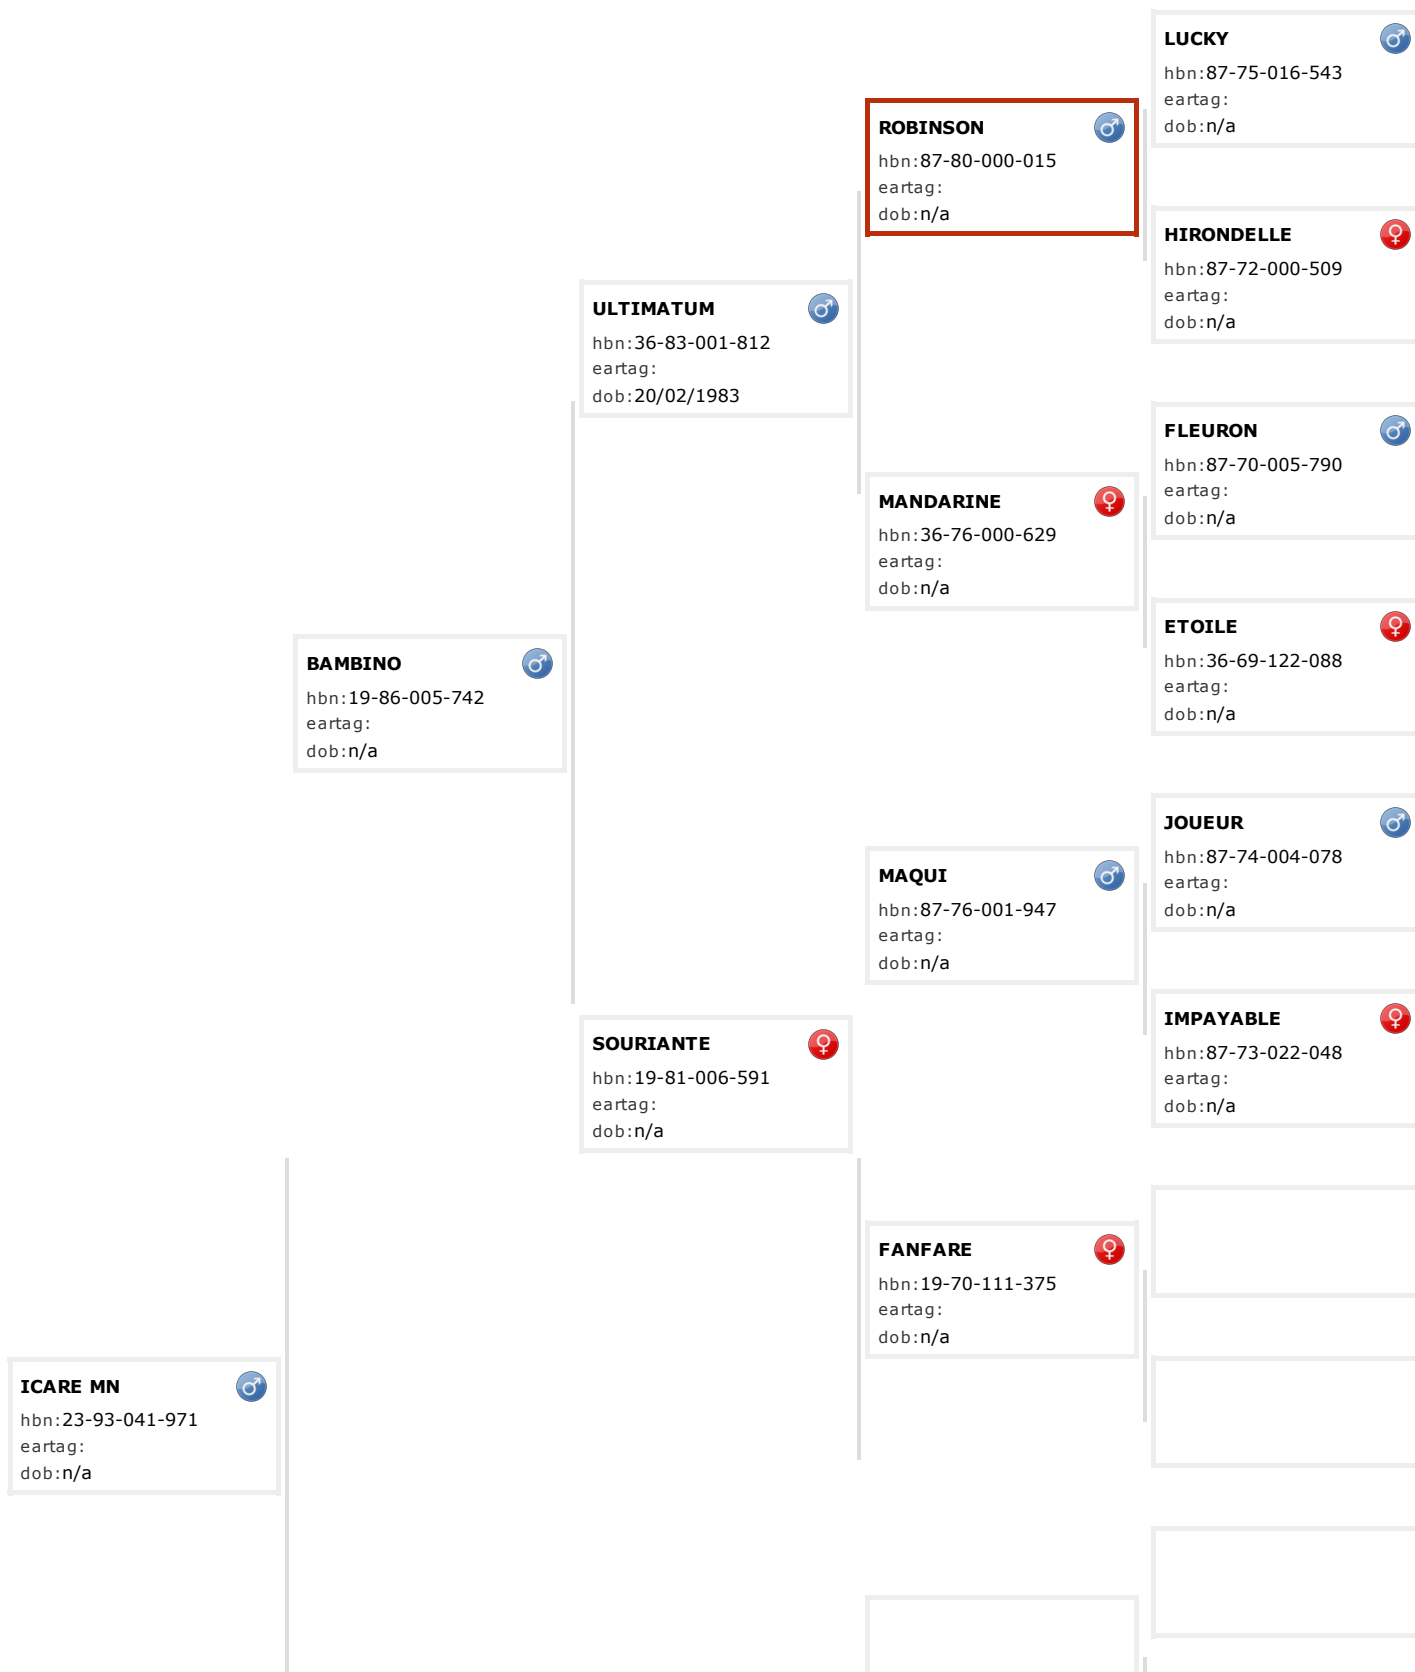 LUCKY
hbn:87-75-016-543
eartag:
dob:n/a
ROBINSON
hbn:87-80-000-015
eartag:
dob:n/a
HIRONDELLE
hbn:87-72-000-509
eartag:
dob:n/a
ULTIMATUM
hbn:36-83-001-812
eartag:
dob:20/02/1983
FLEURON
hbn:87-70-005-790
eartag:
dob:n/a
MANDARINE
hbn:36-76-000-629
eartag:
dob:n/a
ETOILE
hbn:36-69-122-088
eartag:
dob:n/a
BAMBINO
hbn:19-86-005-742
eartag:
dob:n/a
JOUEUR
hbn:87-74-004-078
eartag:
dob:n/a
MAQUI
hbn:87-76-001-947
eartag:
dob:n/a
IMPAYABLE
hbn:87-73-022-048
eartag:
dob:n/a
SOURIANTE
hbn:19-81-006-591
eartag:
dob:n/a
FANFARE
hbn:19-70-111-375
eartag:
dob:n/a
ICARE MN
hbn:23-93-041-971
eartag:
dob:n/a